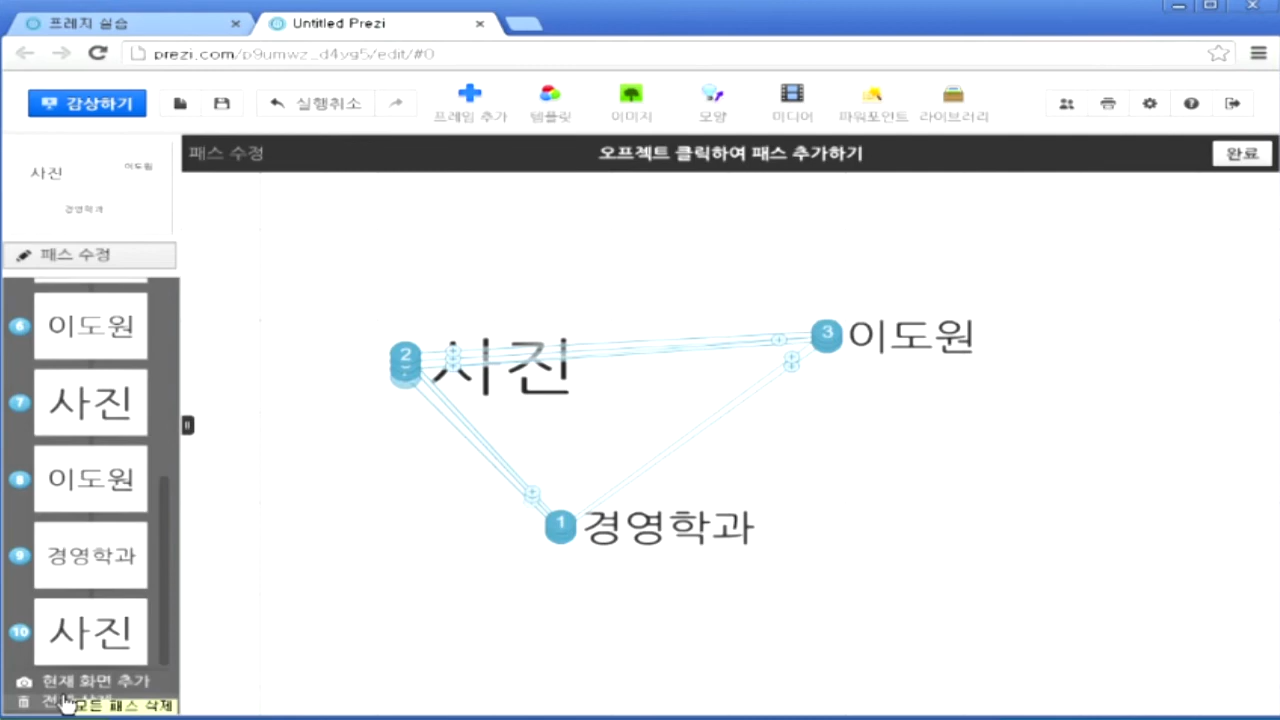 프레지 실습
Untitled Prezi
prezi.com/p9umwz_d4yg5/edit/#0
감상하기
실행취소
프레임 추가
템플릿
이미지
모양
미디어
파워포인트
라이브러리
사진
이도원
경영학과
패스 수정
오프젝트 클릭하여 패스 추가하기
완료
패스 수정
6 이도원
7 사진
8 이도원
9 경영학과
10 사진
현재 화면 추가
모든 패스 삭제
2 사진
3 이도원
1 경영학과